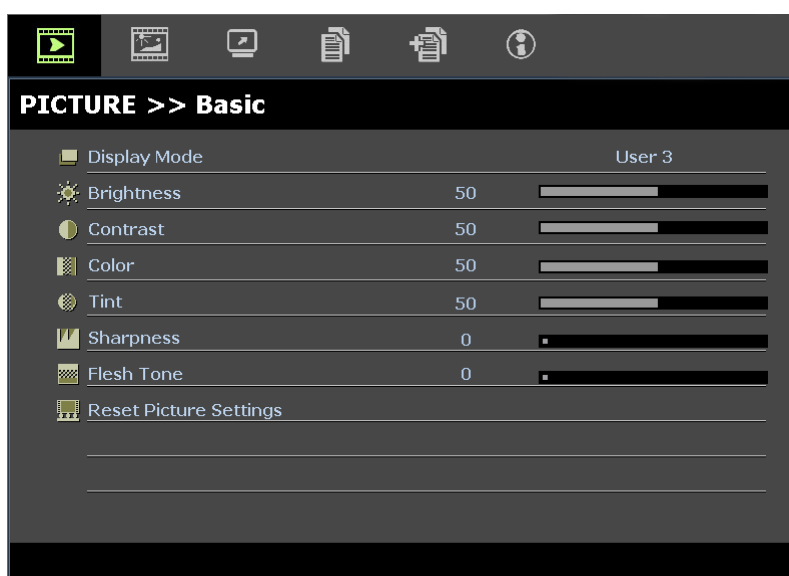 PICTURE >> Basic
Display Mode User 3
Brightness 50
Contrast 50
Color 50
Tint 50
Sharpness 0
Flesh Tone 0
Reset Picture Settings